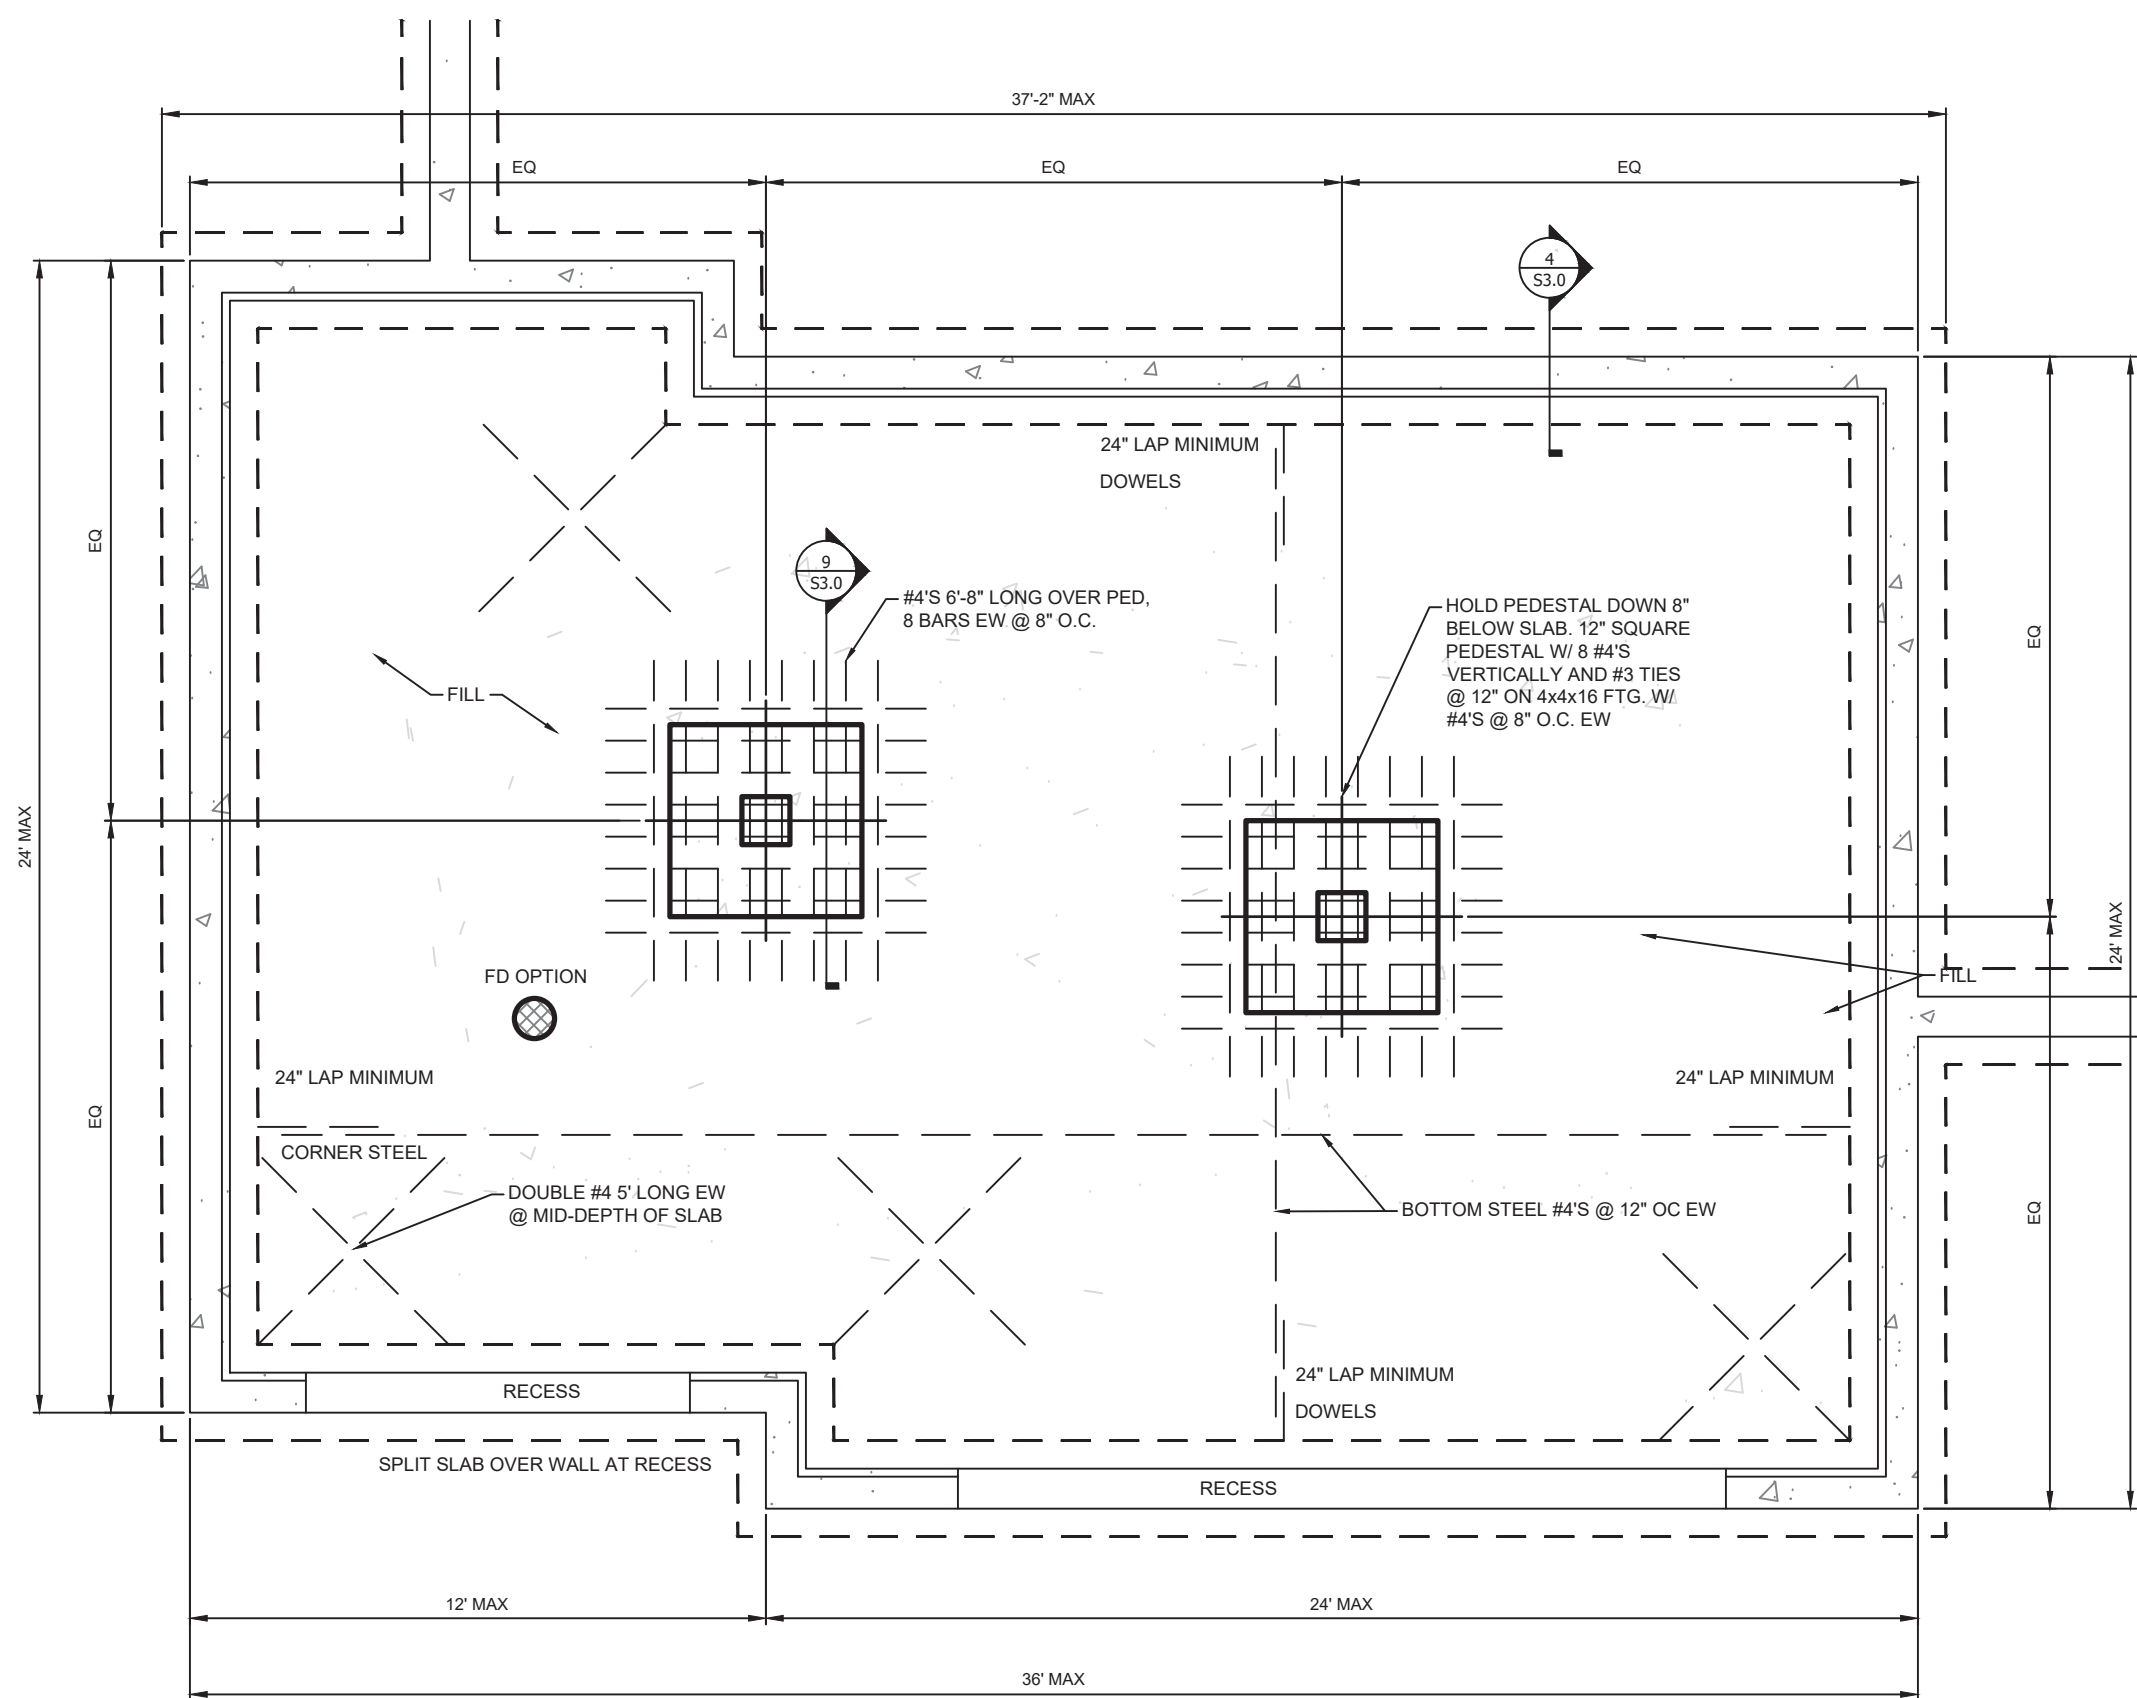 37'-2" MAX
EQ
EQ
EQ
4
S3.0
24" LAP MINIMUM
DOWELS
EQ
9
S3.0
#4'S 6'-8" LONG OVER PED,
8 BARS EW @ 8" O.C.
HOLD PEDESTAL DOWN 8"
BELOW SLAB. 12" SQUARE
PEDESTAL W/ 8 #4'S
VERTICALLY AND #3 TIES
@ 12" ON 4x4x16 FTG. W/
#4'S @ 8" O.C. EW
EQ
FILL
24' MAX
24' MAX
FD OPTION
FILL
24" LAP MINIMUM
24" LAP MINIMUM
EQ
CORNER STEEL
DOUBLE #4 5' LONG EW
@ MID-DEPTH OF SLAB
BOTTOM STEEL #4'S @ 12" OC EW
EQ
24" LAP MINIMUM
DOWELS
RECESS
SPLIT SLAB OVER WALL AT RECESS
RECESS
12' MAX
24' MAX
36' MAX